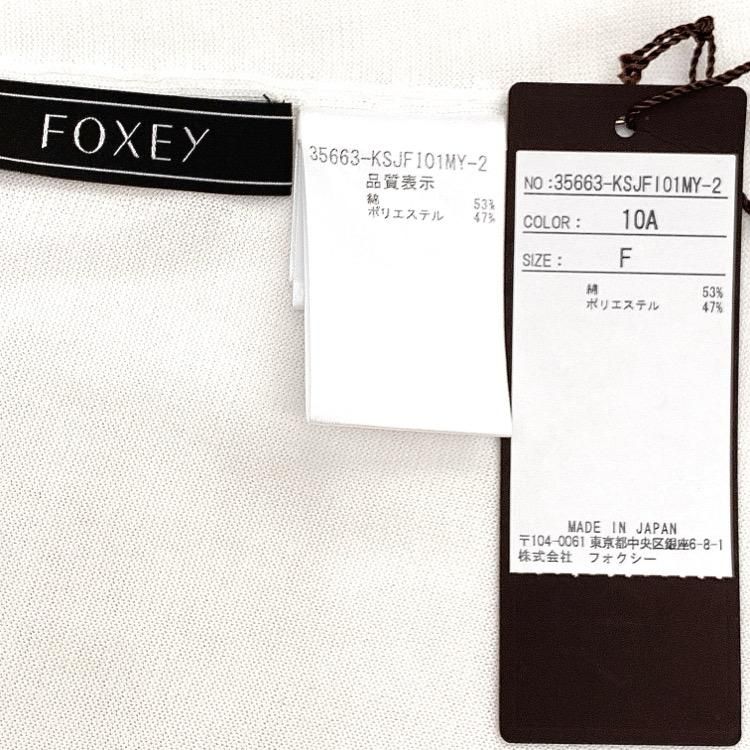 FOXEY
35663-KSJFI01MY-2
品質表示
綿 53%
ポリエステル 47%
NO:35663-KSJFI01MY-2
COLOR: 10A
SIZE: F
綿 53%
ポリエステル 47%
MADE IN JAPAN
〒104-0061 東京都中央区銀座6-8-1
株式会社 フォクシー